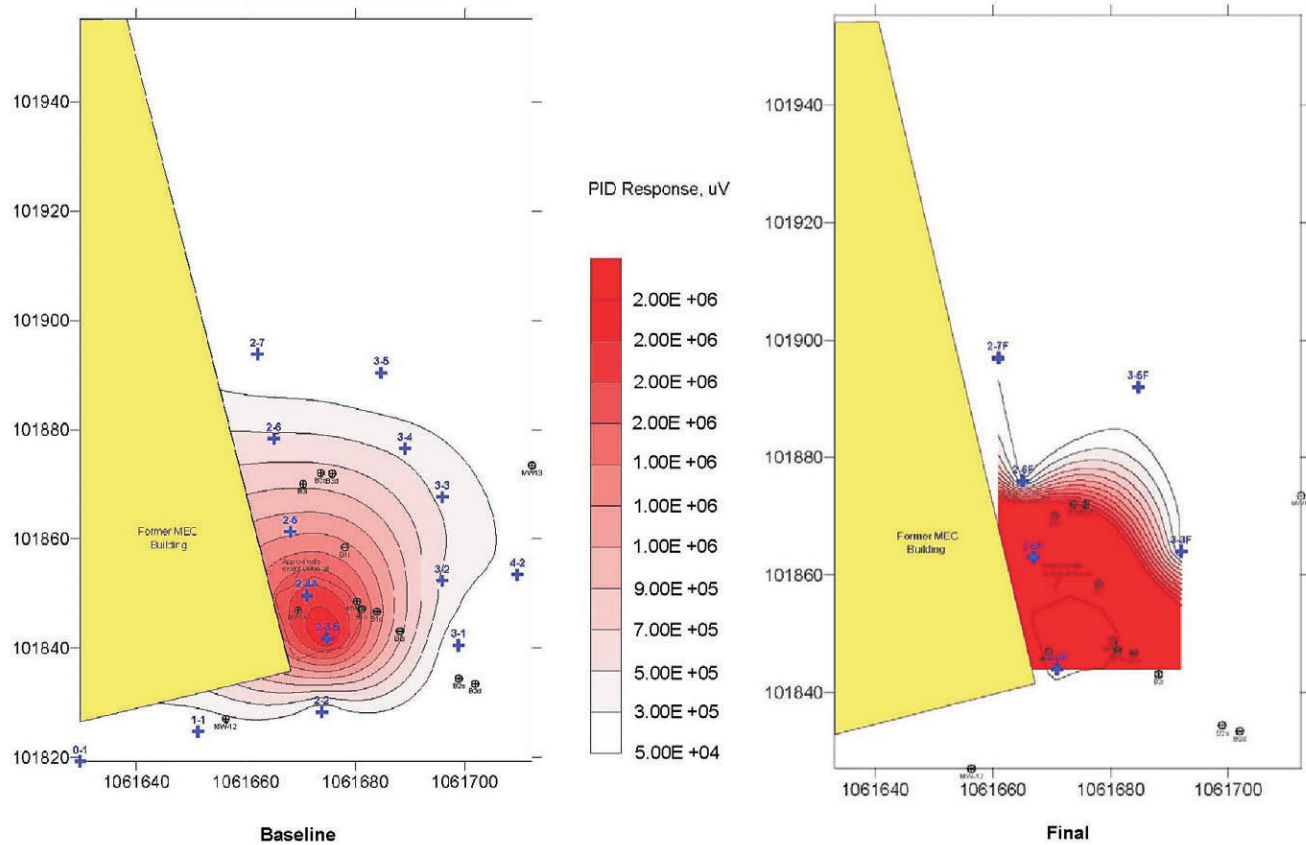 101940
101920
101900
101880
101860
101840
101820
1061640
1061660
1061680
1061700
2-7
3-5
2-6
3-4
3-3
2-5
3/2
4-2
2-4A
2-3.5
3-1
2-2
1-1
0-1
MW-12
B3d
B2s
B2d
Former MEC
Building
Baseline
PID Response, uV
2.00E +06
2.00E +06
2.00E +06
2.00E +06
1.00E +06
1.00E +06
1.00E +06
9.00E +05
7.00E +05
5.00E +05
3.00E +05
5.00E +04
101940
101920
101900
101880
101860
101840
1061640
1061660
1061680
1061700
2-7F
3-5F
2-6F
3-3F
MW-12
Former MEC
Building
Final